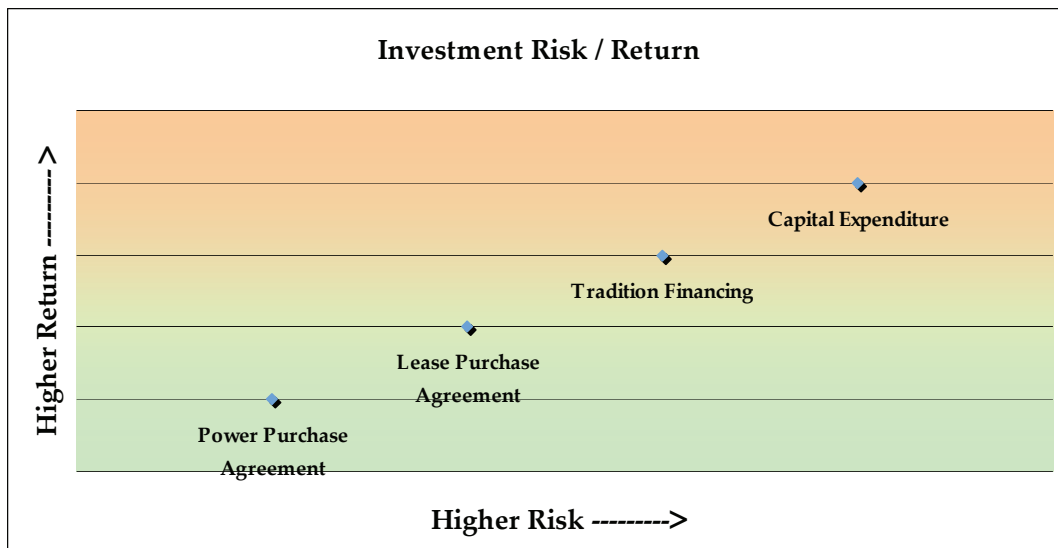 Investment Risk / Return
Higher Return ---------->
Capital Expenditure
Tradition Financing
Lease Purchase
Agreement
Power Purchase
Agreement
Higher Risk --------->